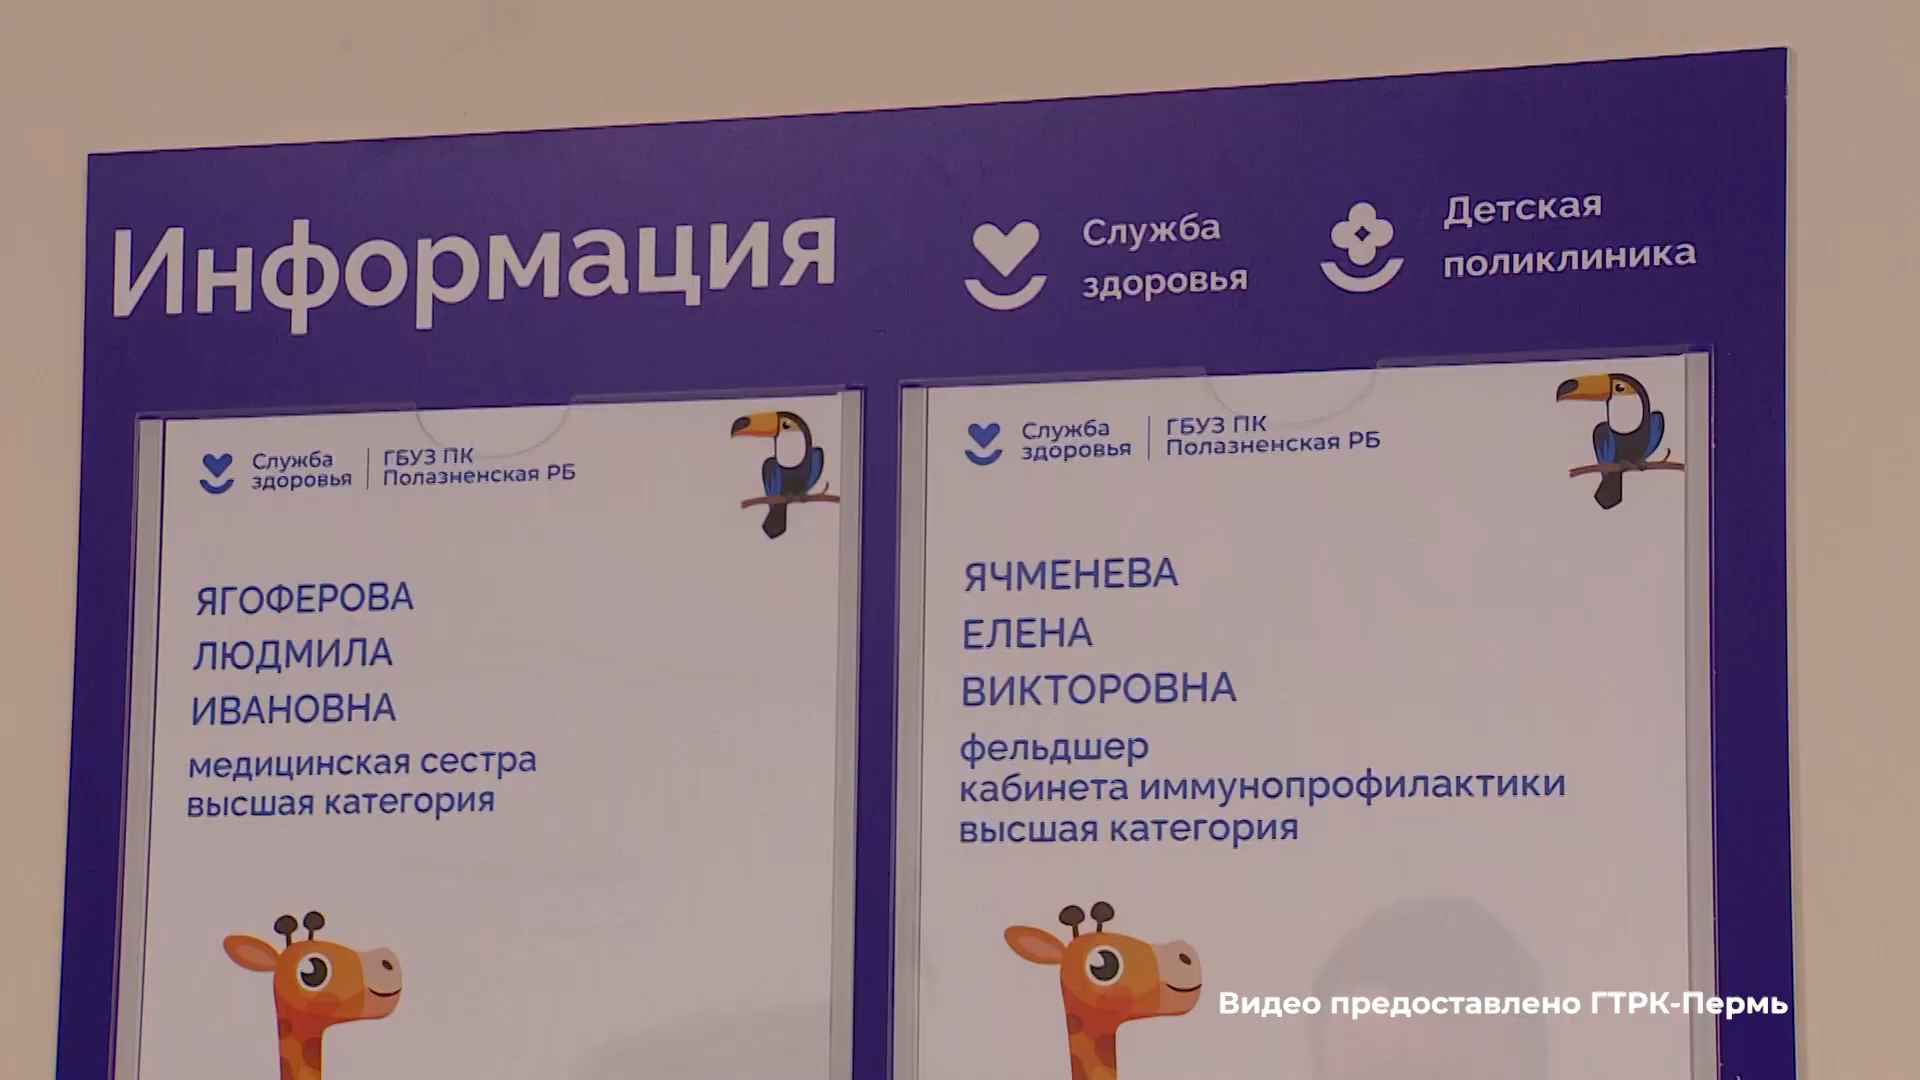 Информация
Служба
здоровья
Детская
поликлиника
Служба
здоровья
ГБУЗ ПК
Полазненская РБ
ЯГОФЕРОВА
ЛЮДМИЛА
ИВАНОВНА
медицинская сестра
высшая категория
Служба
здоровья
ГБУЗ ПК
Полазненская РБ
ЯЧМЕНЕВА
ЕЛЕНА
ВИКТОРОВНА
фельдшер
кабинета иммунопрофилактики
высшая категория
Видео предоставлено ГТРК-Пермь